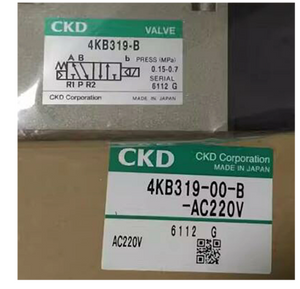 CKD VALVE
4KB319-B
A B b PRESS (MPa)
0.15-0.7
R1 P R2 SERIAL
6112 G
CKD Corporation MADE IN JAPAN
CKD CKD Corporation
MADE IN JAPAN
4KB319-00-B
-AC220V
AC220V 6112 G